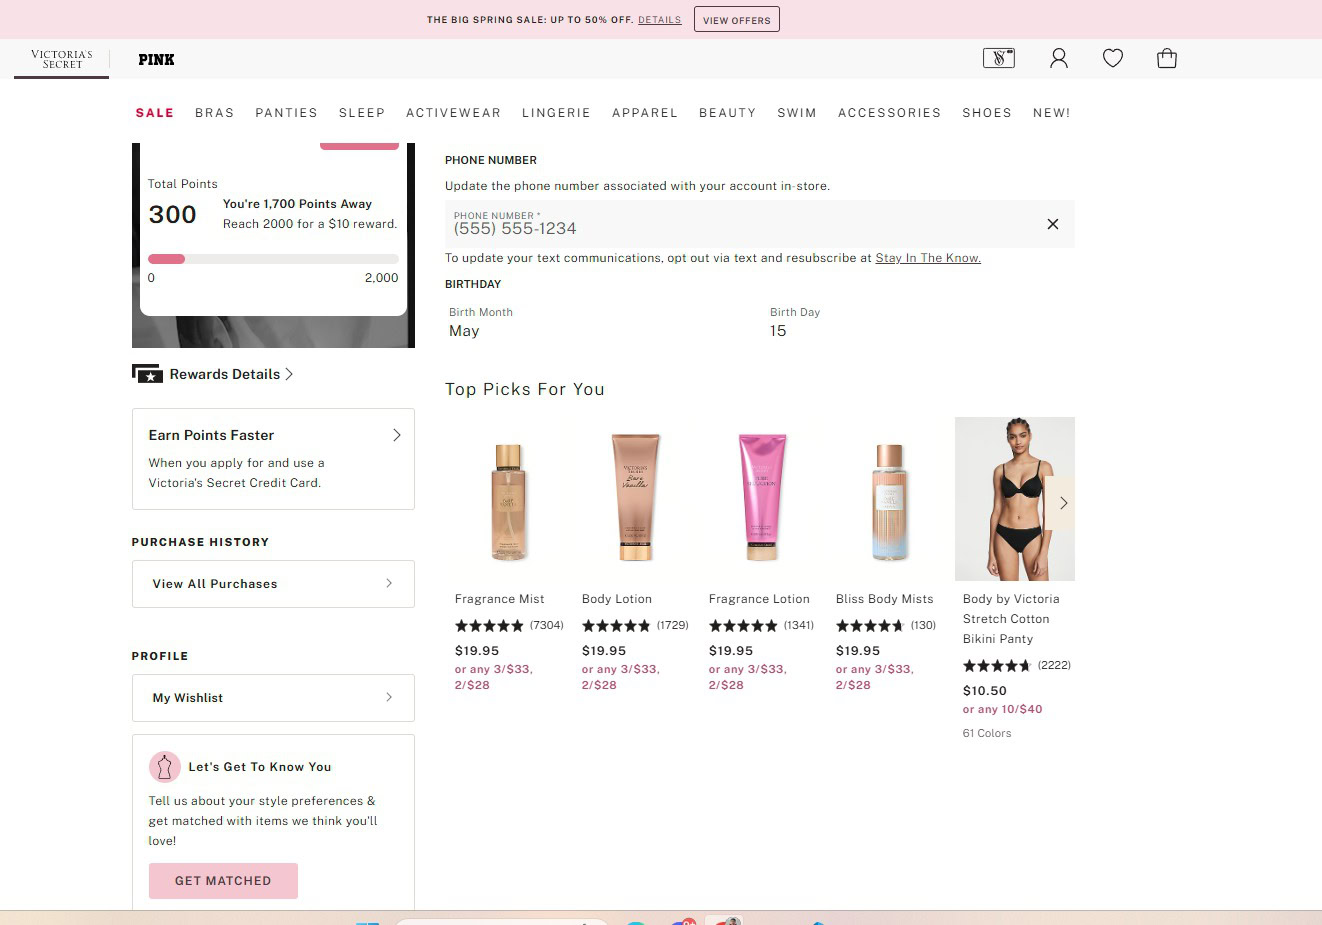 THE BIG SPRING SALE: UP TO 50% OFF. DETAILS VIEW OFFERS
VICTORIA'S
SECRET
PINK
SALE BRAS PANTIES SLEEP ACTIVEWEAR LINGERIE APPAREL BEAUTY SWIM ACCESSORIES SHOES NEW!
Total Points
300
You're 1,700 Points Away
Reach 2000 for a $10 reward.
0 2,000
Rewards Details
Earn Points Faster
When you apply for and use a
Victoria's Secret Credit Card.
PURCHASE HISTORY
View All Purchases
PROFILE
My Wishlist
Let's Get To Know You
Tell us about your style preferences &
get matched with items we think you'll
love!
GET MATCHED
PHONE NUMBER
Update the phone number associated with your account in-store.
PHONE NUMBER *
(555) 555-1234
To update your text communications, opt out via text and resubscribe at Stay In The Know.
BIRTHDAY
Birth Month
May
Birth Day
15
Top Picks For You
VICTORIA'S
SECRET
Bare
Vanilla
Fragrance Mist
(7304)
$19.95
or any 3/$33,
2/$28
Body Lotion
(1729)
$19.95
or any 3/$33,
2/$28
Fragrance Lotion
(1341)
$19.95
or any 3/$33,
2/$28
Bliss Body Mists
(130)
$19.95
or any 3/$33,
2/$28
Body by Victoria
Stretch Cotton
Bikini Panty
(2222)
$10.50
or any 10/$40
61 Colors